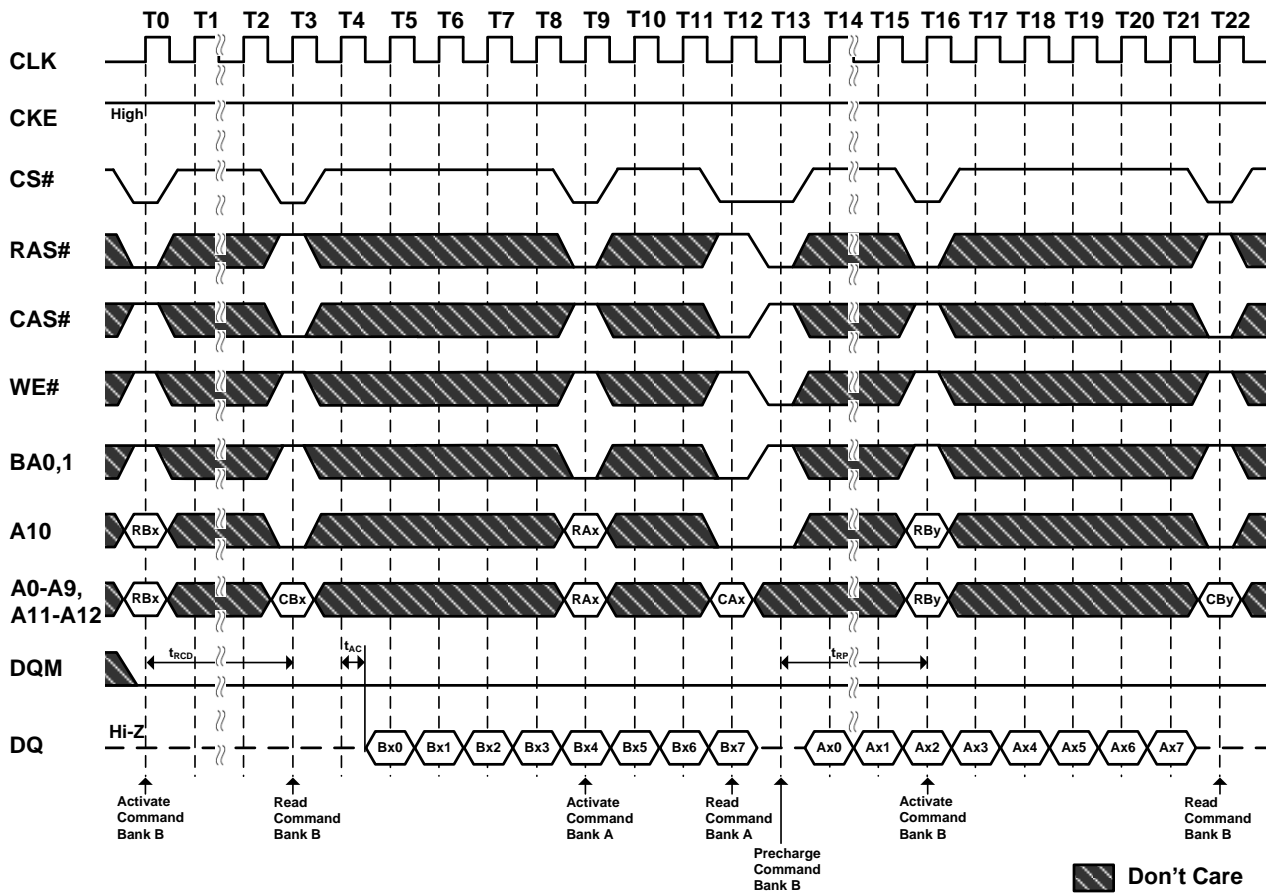 T0 T1 T2 T3 T4 T5 T6 T7 T8 T9 T10 T11 T12 T13 T14 T15 T16 T17 T18 T19 T20 T21 T22
CLK
CKE
High
CS#
RAS#
CAS#
WE#
BA0,1
A10
RBx RAx RBy
A0-A9,
A11-A12
RBx CBx RAx CAx RBy CBy
DQM
tRCD tAC tRP
DQ
Hi-Z
Bx0 Bx1 Bx2 Bx3 Bx4 Bx5 Bx6 Bx7 Ax0 Ax1 Ax2 Ax3 Ax4 Ax5 Ax6 Ax7
Activate
Command
Bank B
Read
Command
Bank B
Activate
Command
Bank A
Read
Command
Bank A
Precharge
Command
Bank B
Activate
Command
Bank B
Read
Command
Bank B
Don't Care